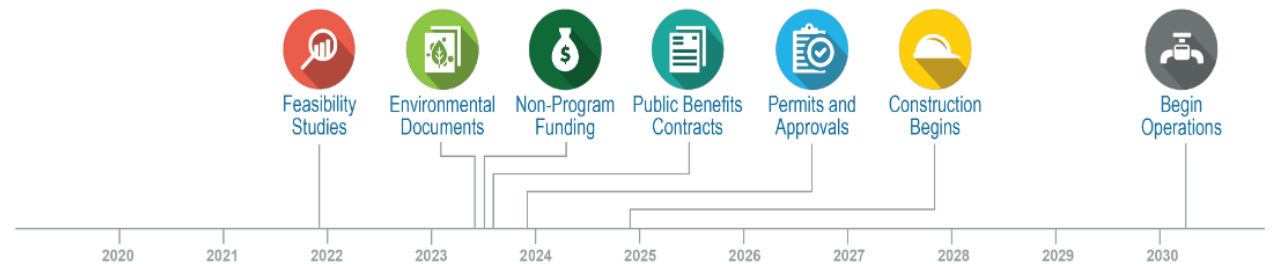 $
Feasibility
Studies
Environmental
Documents
Non-Program
Funding
Public Benefits
Contracts
Permits and
Approvals
Construction
Begins
Begin
Operations
2020 2021 2022 2023 2024 2025 2026 2027 2028 2029 2030